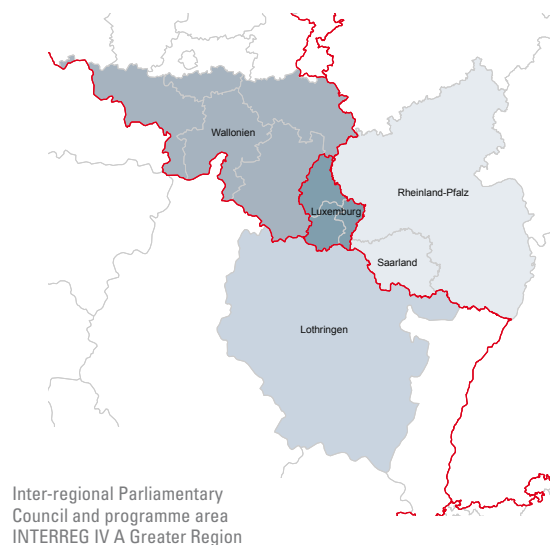 Wallonien
Rheinland-Pfalz
Luxemburg
Saarland
Lothringen
Inter-regional Parliamentary
Council and programme area
INTERREG IV A Greater Region